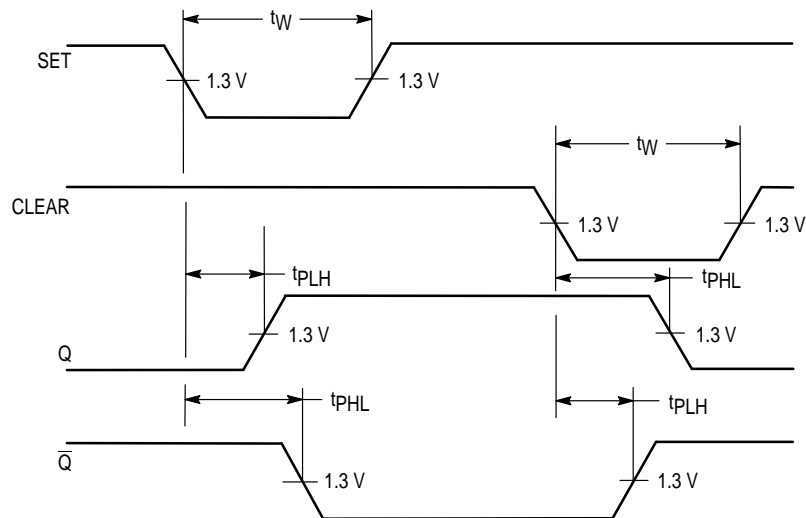 tW
SET
1.3 V
1.3 V
tW
CLEAR
1.3 V
1.3 V
tPLH
tPHL
1.3 V
1.3 V
Q
tPHL
tPLH
Q̅
1.3 V
1.3 V